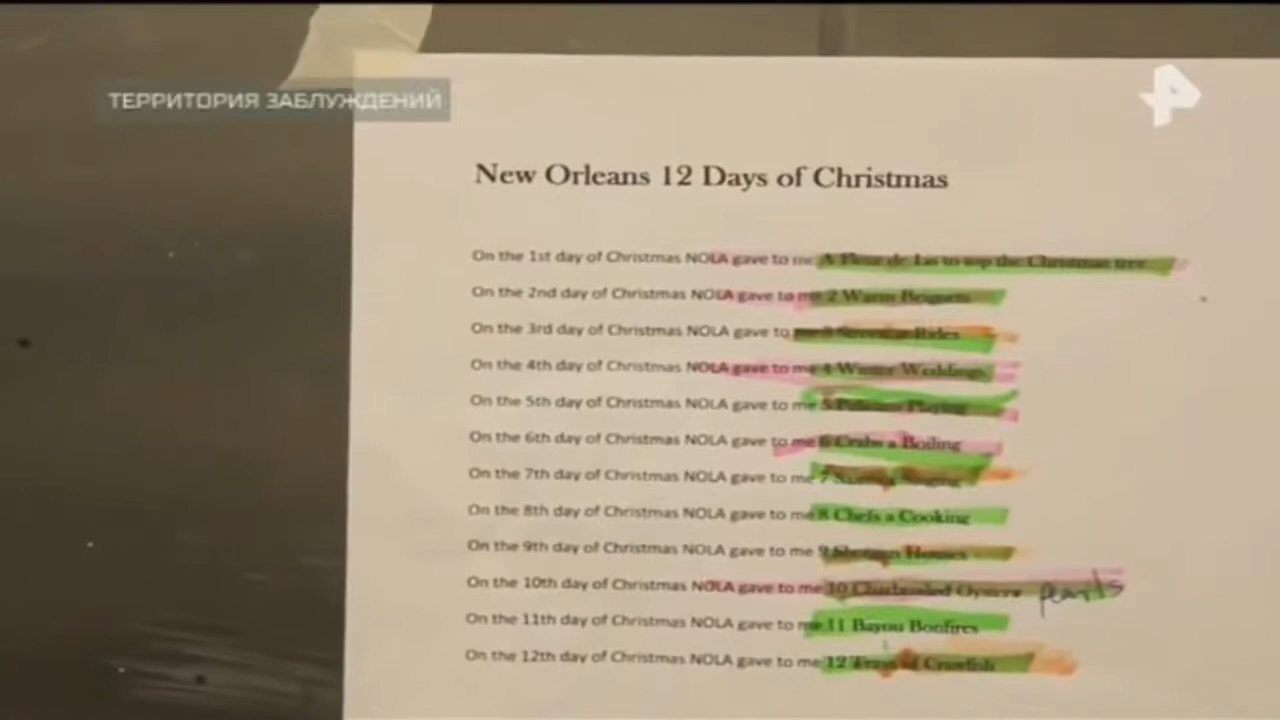 ТЕРРИТОРИЯ ЗАБЛУЖДЕНИЙ
New Orleans 12 Days of Christmas
On the 1st day of Christmas NOLA gave to me A Fleur de Lis to top the Christmas tree
On the 2nd day of Christmas NOLA gave to me 2 Warm Beignets
On the 3rd day of Christmas NOLA gave to me 3 Streetcar Rides
On the 4th day of Christmas NOLA gave to me 4 Winter Weddings
On the 5th day of Christmas NOLA gave to me 5 Pelicans Playing
On the 6th day of Christmas NOLA gave to me 6 Crabs a Boiling
On the 7th day of Christmas NOLA gave to me 7 Singing
On the 8th day of Christmas NOLA gave to me 8 Chefs a Cooking
On the 9th day of Christmas NOLA gave to me 9 Shotgun Houses
On the 10th day of Christmas NOLA gave to me 10 Charbroiled Oysters pearls
On the 11th day of Christmas NOLA gave to me 11 Bayou Bonfires
On the 12th day of Christmas NOLA gave to me 12 Trays of Crawfish